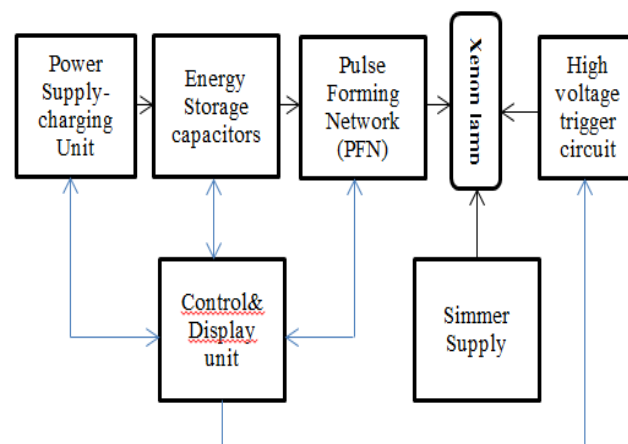 Power
Supply-
charging
Unit
Energy
Storage
capacitors
Pulse
Forming
Network
(PFN)
Xenon lamp
High
voltage
trigger
circuit
Control&
Display
unit
Simmer
Supply